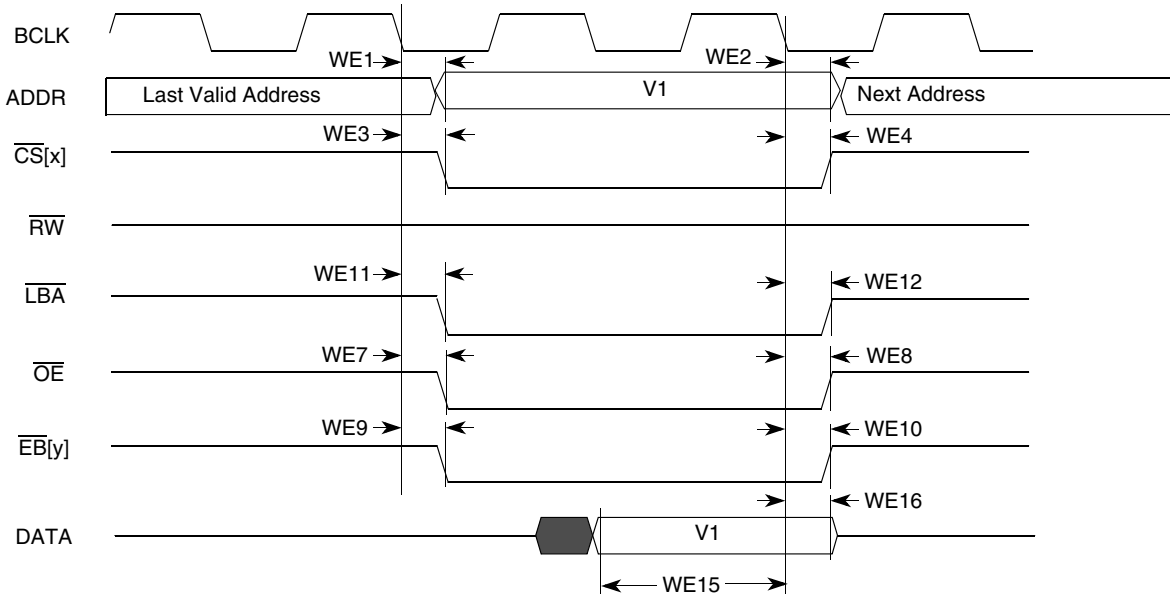 BCLK
WE1 WE2
ADDR Last Valid Address V1 Next Address
WE3 WE4
CS[x]
RW
WE11 WE12
LBA
WE7 WE8
OE
WE9 WE10
EB[y]
WE16
DATA V1
WE15